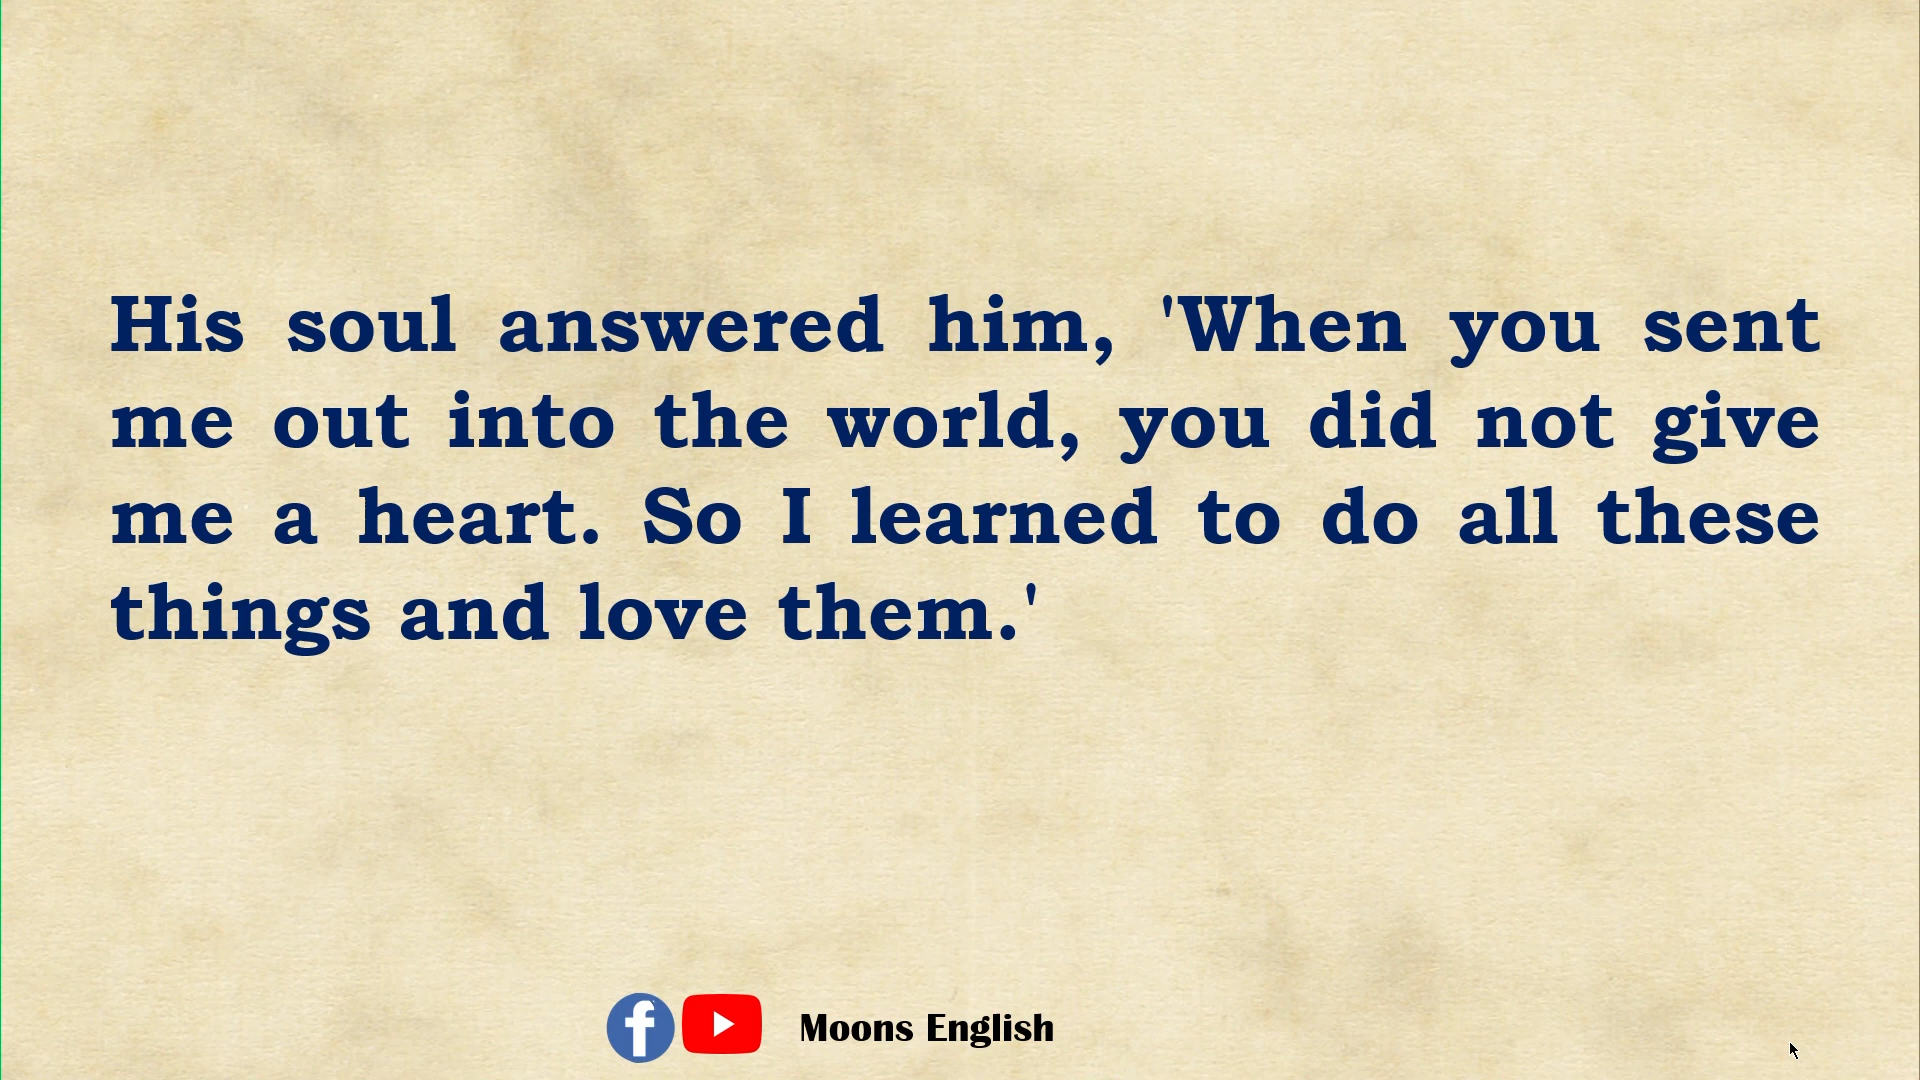 His soul answered him, 'When you sent
me out into the world, you did not give
me a heart. So I learned to do all these
things and love them.'
Moons English